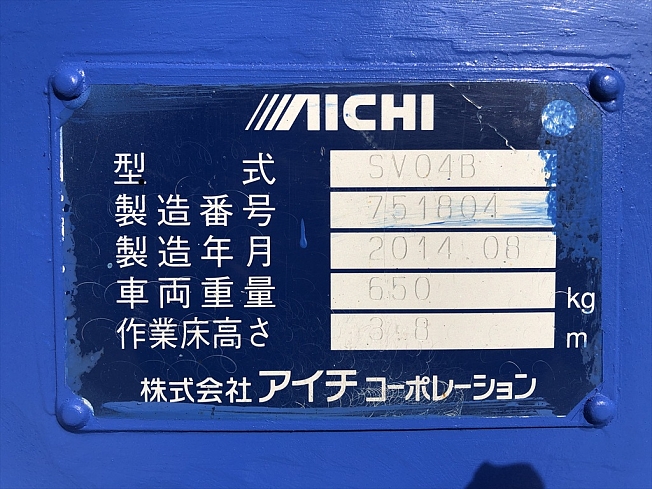 AICHI
型式 SV04B
製造番号 751804
製造年月 2014.08
車両重量 650 kg
作業床高さ 3.8 m
株式会社アイチコーポレーション